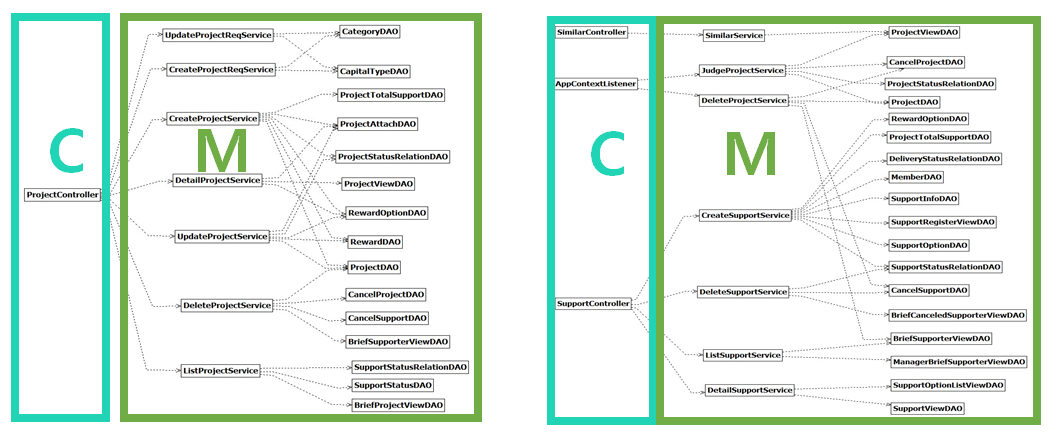 C
M
ProjectController
UpdateProjectReqService
CreateProjectReqService
CreateProjectService
DetailProjectService
UpdateProjectService
DeleteProjectService
ListProjectService
CategoryDAO
CapitalTypeDAO
ProjectTotalSupportDAO
ProjectAttachDAO
ProjectStatusRelationDAO
ProjectViewDAO
RewardOptionDAO
RewardDAO
ProjectDAO
CancelProjectDAO
CancelSupportDAO
BriefSupporterViewDAO
SupportStatusRelationDAO
SupportStatusDAO
BriefProjectViewDAO
C
M
SimilarController
AppContextListener
SupportController
SimilarService
JudgeProjectService
DeleteProjectService
CreateSupportService
DeleteSupportService
ListSupportService
DetailSupportService
ProjectViewDAO
CancelProjectDAO
ProjectStatusRelationDAO
ProjectDAO
RewardOptionDAO
ProjectTotalSupportDAO
DeliveryStatusRelationDAO
MemberDAO
SupportInfoDAO
SupportRegisterViewDAO
SupportOptionDAO
SupportStatusRelationDAO
CancelSupportDAO
BriefCanceledSupporterViewDAO
BriefSupporterViewDAO
ManagerBriefSupporterViewDAO
SupportOptionListViewDAO
SupportViewDAO